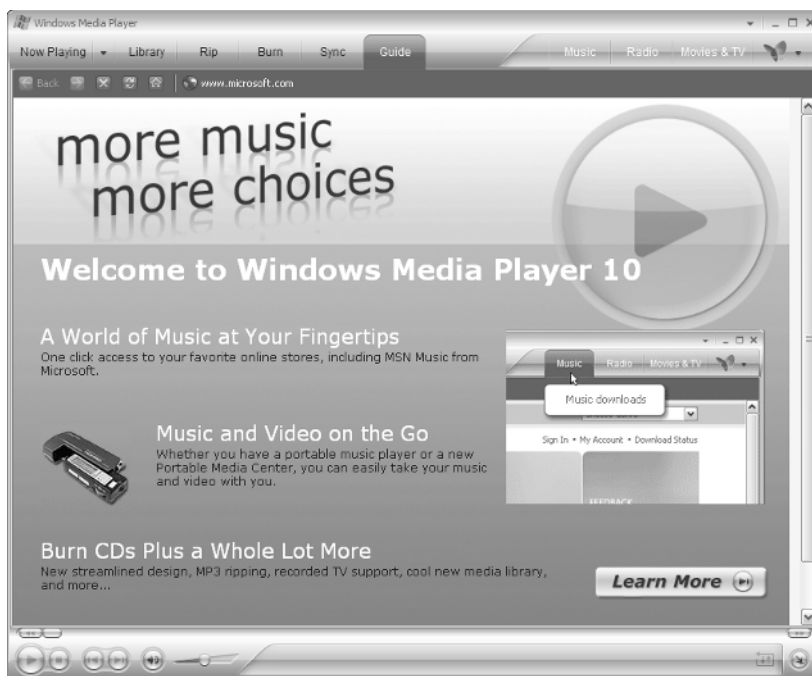 Windows Media Player
Now Playing Library Rip Burn Sync Guide Music Radio Movies & TV
Back www.microsoft.com
more music
more choices
Welcome to Windows Media Player 10
A World of Music at Your Fingertips
One click access to your favorite online stores, including MSN Music from
Microsoft.
Music Radio Movies & TV
Music downloads
Sign In • My Account • Download Status
FEEDBACK
Music and Video on the Go
Whether you have a portable music player or a new
Portable Media Center, you can easily take your music
and video with you.
Burn CDs Plus a Whole Lot More
New streamlined design, MP3 ripping, recorded TV support, cool new media library,
and more...
Learn More